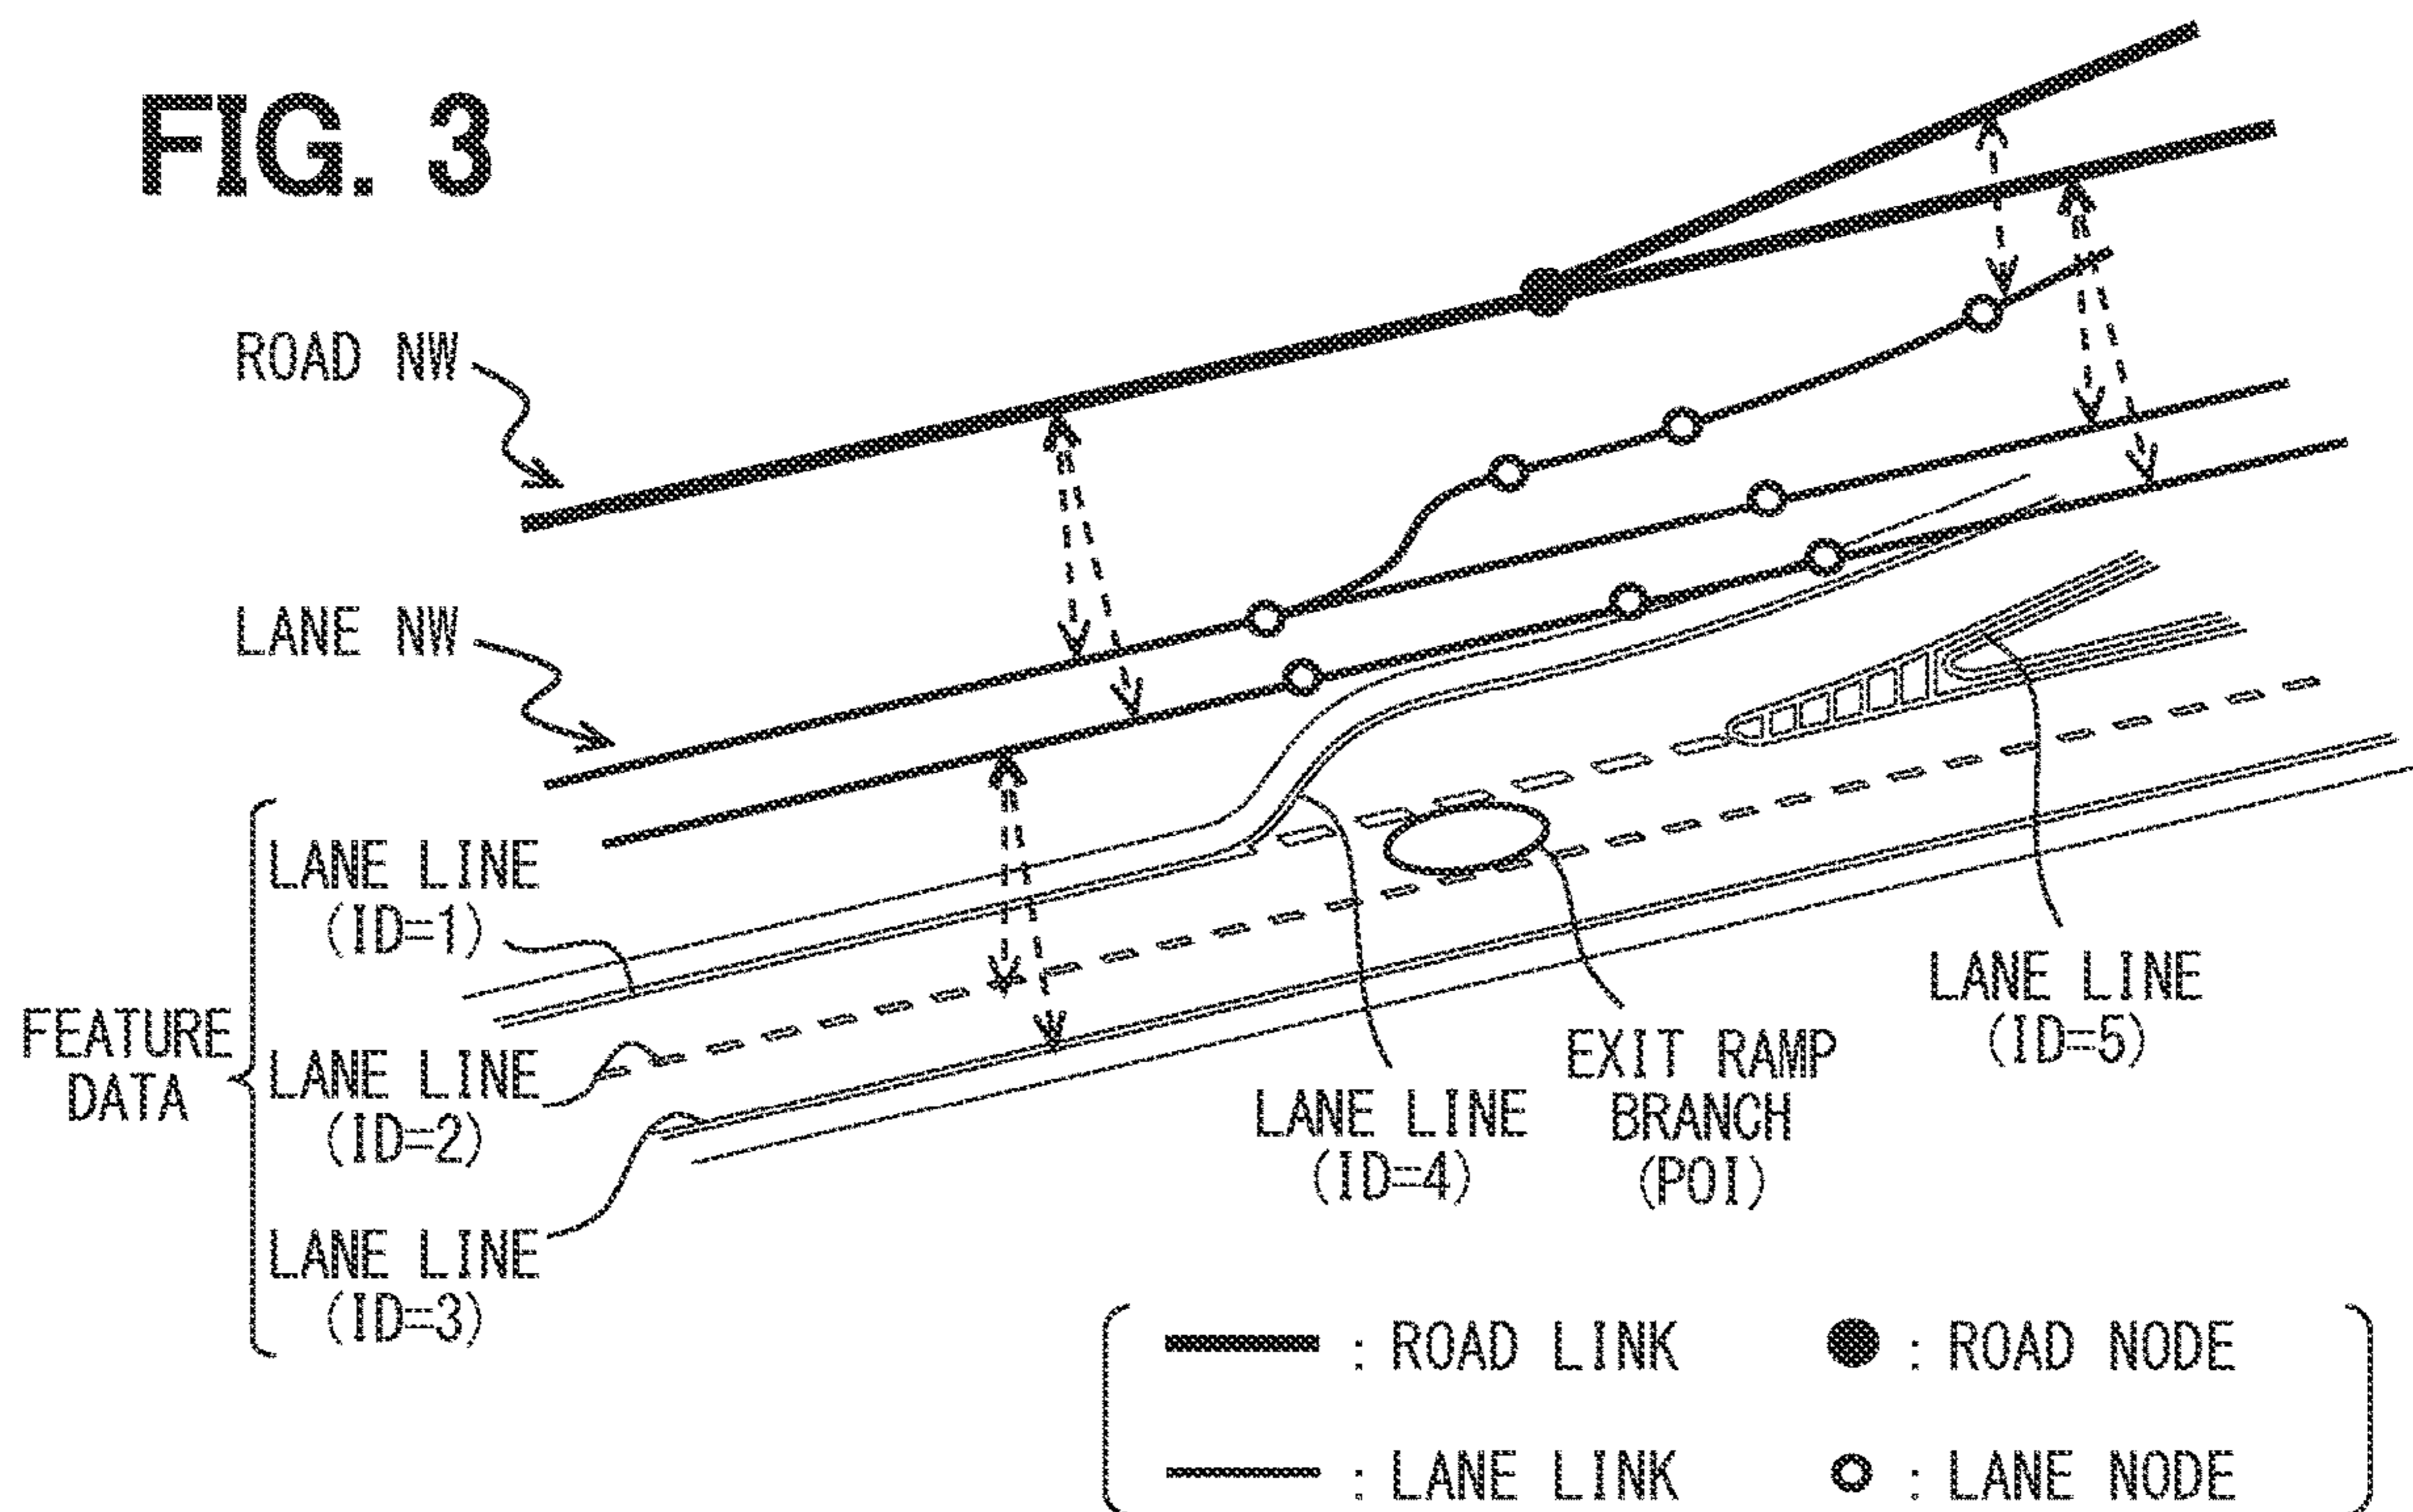 FIG. 3
ROAD NW
LANE NW
FEATURE
DATA
LANE LINE
(ID=1)
LANE LINE
(ID=2)
LANE LINE
(ID=3)
LANE LINE
(ID=4)
EXIT RAMP
BRANCH
(POI)
LANE LINE
(ID=5)
: ROAD LINK
: ROAD NODE
: LANE LINK
: LANE NODE